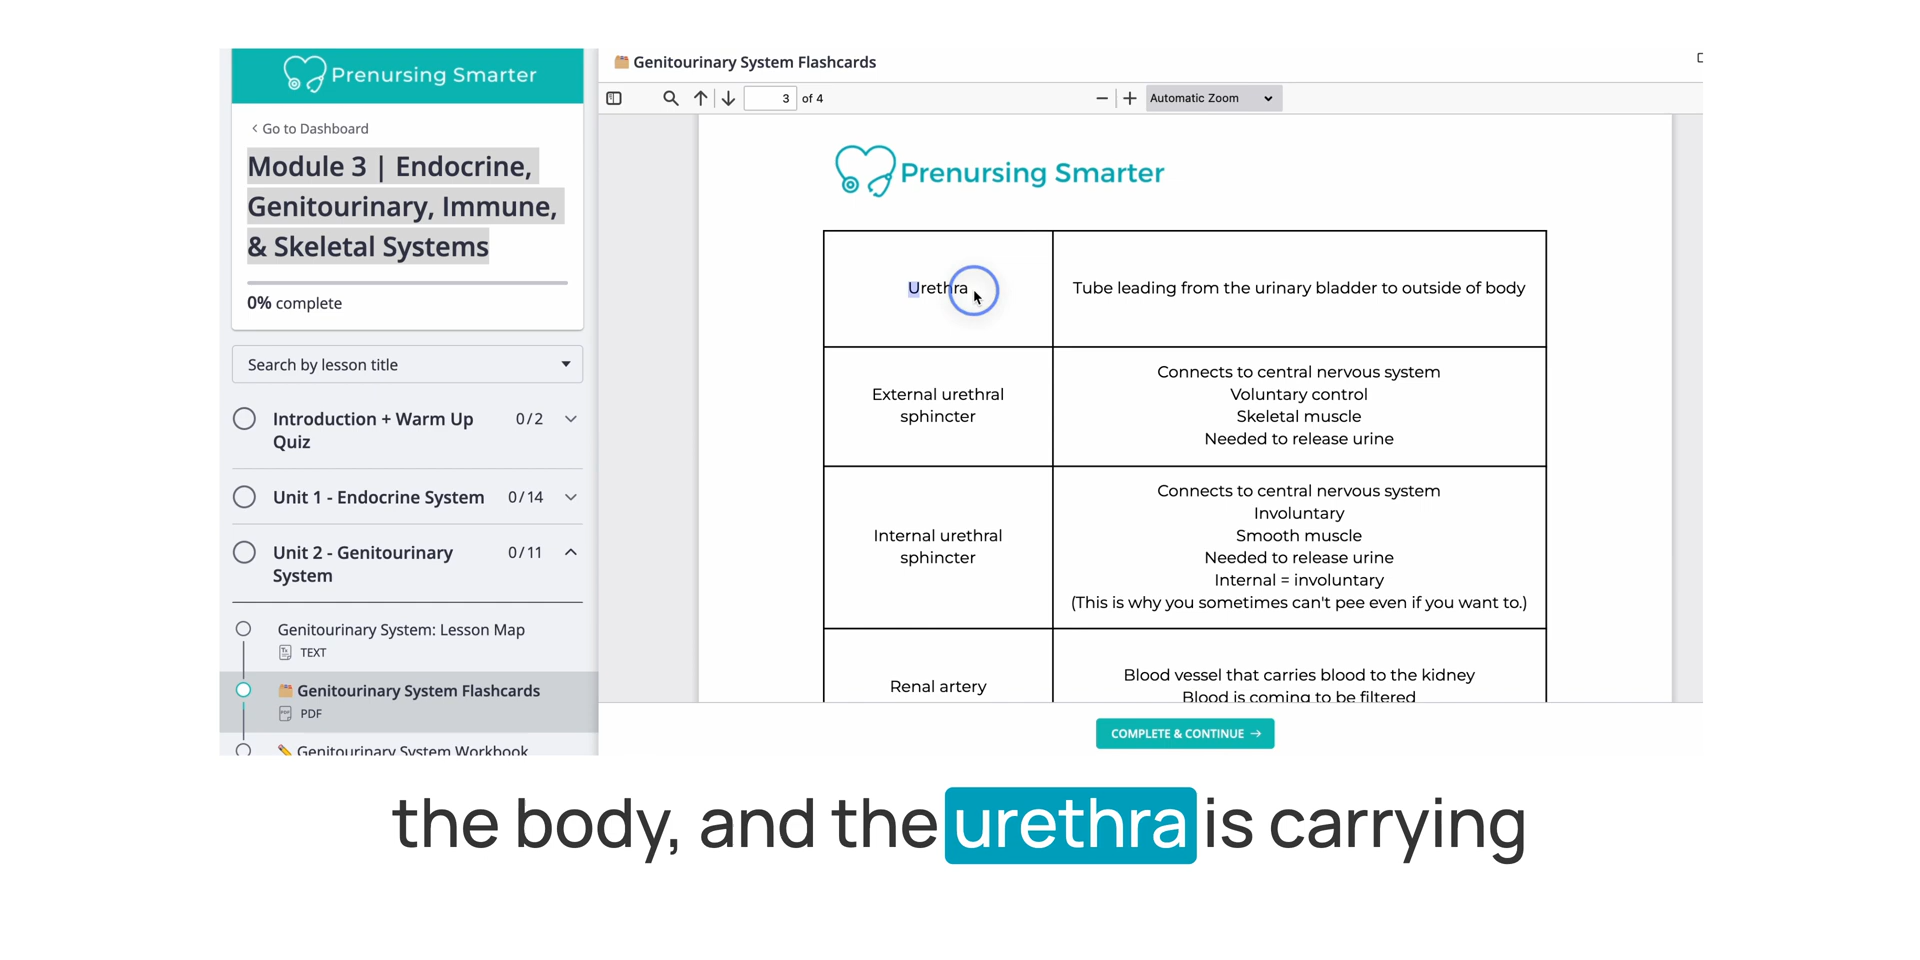 Prenursing Smarter
< Go to Dashboard
Module 3 | Endocrine,
Genitourinary, Immune,
& Skeletal Systems
0% complete
Search by lesson title
Introduction + Warm Up
Quiz
0/2
Unit 1 - Endocrine System
0/14
Unit 2 - Genitourinary
System
0/11
Genitourinary System: Lesson Map
TEXT
Genitourinary System Flashcards
PDF
Genitourinary System Workbook
Genitourinary System Flashcards
3 of 4
Automatic Zoom
Prenursing Smarter
Urethra
Tube leading from the urinary bladder to outside of body
External urethral
sphincter
Connects to central nervous system
Voluntary control
Skeletal muscle
Needed to release urine
Internal urethral
sphincter
Connects to central nervous system
Involuntary
Smooth muscle
Needed to release urine
Internal = involuntary
(This is why you sometimes can't pee even if you want to.)
Renal artery
Blood vessel that carries blood to the kidney
Blood is coming to be filtered
COMPLETE & CONTINUE →
the body, and the urethra is carrying